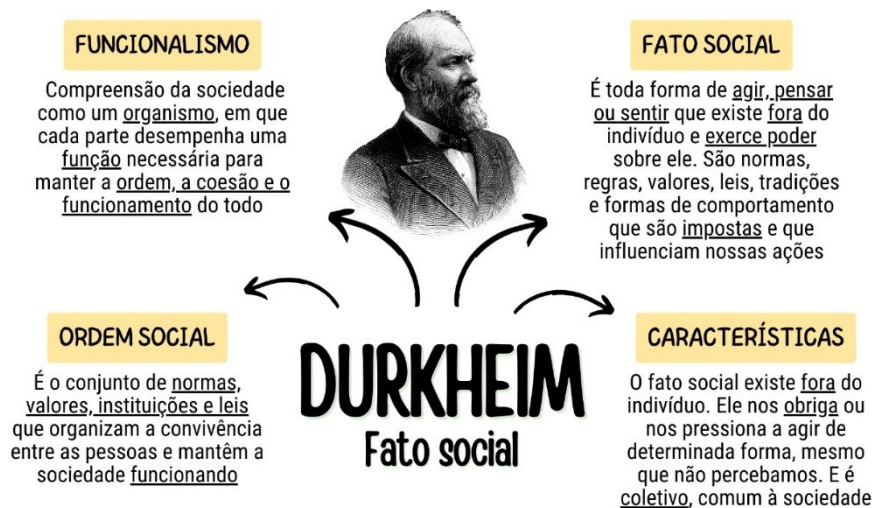 FUNCIONALISMO
Compreensão da sociedade
como um organismo, em que
cada parte desempenha uma
função necessária para
manter a ordem, a coesão e o
funcionamento do todo
FATO SOCIAL
É toda forma de agir, pensar
ou sentir que existe fora do
indivíduo e exerce poder
sobre ele. São normas,
regras, valores, leis, tradições
e formas de comportamento
que são impostas e que
influenciam nossas ações
ORDEM SOCIAL
É o conjunto de normas,
valores, instituições e leis
que organizam a convivência
entre as pessoas e mantêm a
sociedade funcionando
DURKHEIM
Fato social
CARACTERÍSTICAS
O fato social existe fora do
indivíduo. Ele nos obriga ou
nos pressiona a agir de
determinada forma, mesmo
que não percebamos. E é
coletivo, comum à sociedade